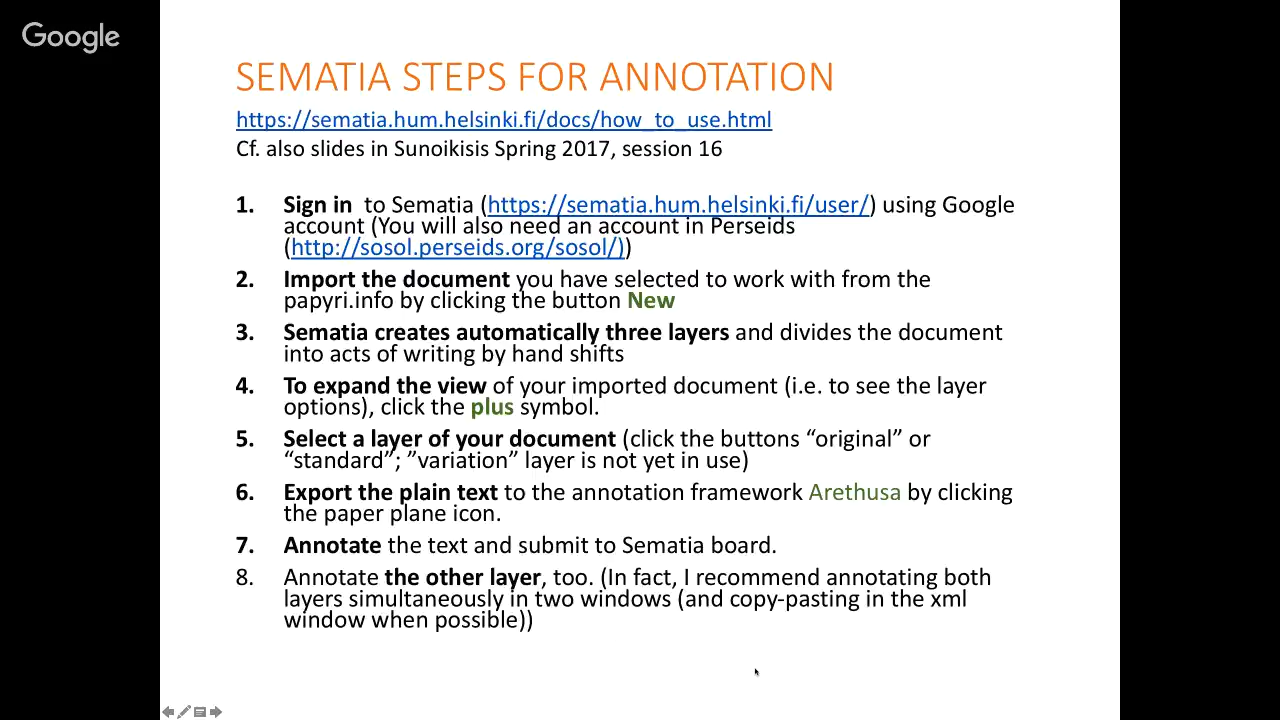 Google
SEMATIA STEPS FOR ANNOTATION
https://sematia.hum.helsinki.fi/docs/how_to_use.html
Cf. also slides in Sunoikisis Spring 2017, session 16
1. Sign in to Sematia (https://sematia.hum.helsinki.fi/user/) using Google
account (You will also need an account in Perseids
(http://sosol.perseids.org/sosol/))
2. Import the document you have selected to work with from the
papyri.info by clicking the button New
3. Sematia creates automatically three layers and divides the document
into acts of writing by hand shifts
4. To expand the view of your imported document (i.e. to see the layer
options), click the plus symbol.
5. Select a layer of your document (click the buttons “original” or
“standard”; ”variation” layer is not yet in use)
6. Export the plain text to the annotation framework Arethusa by clicking
the paper plane icon.
7. Annotate the text and submit to Sematia board.
8. Annotate the other layer, too. (In fact, I recommend annotating both
layers simultaneously in two windows (and copy-pasting in the xml
window when possible))